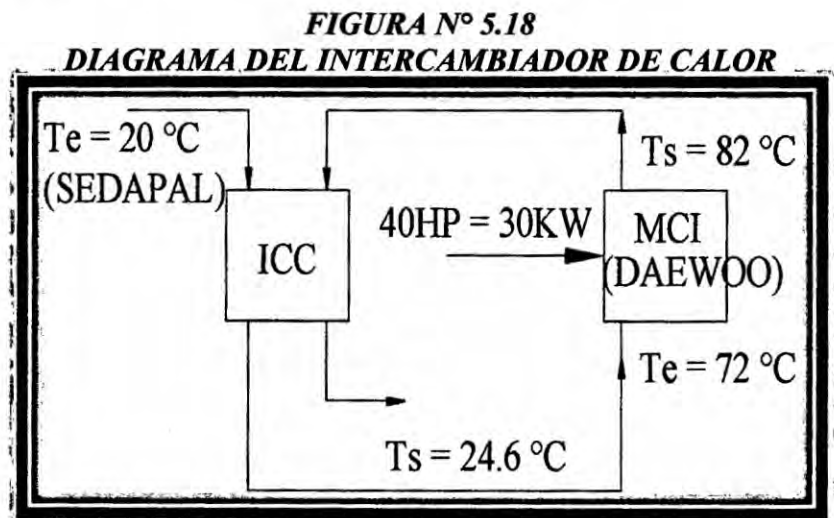 FIGURA Nº 5.18
DIAGRAMA DEL INTERCAMBIADOR DE CALOR
Te = 20 °C
(SEDAPAL)
Ts = 82 °C
40HP = 30KW
MCI
(DAEWOO)
ICC
Te = 72 °C
Ts = 24.6 °C